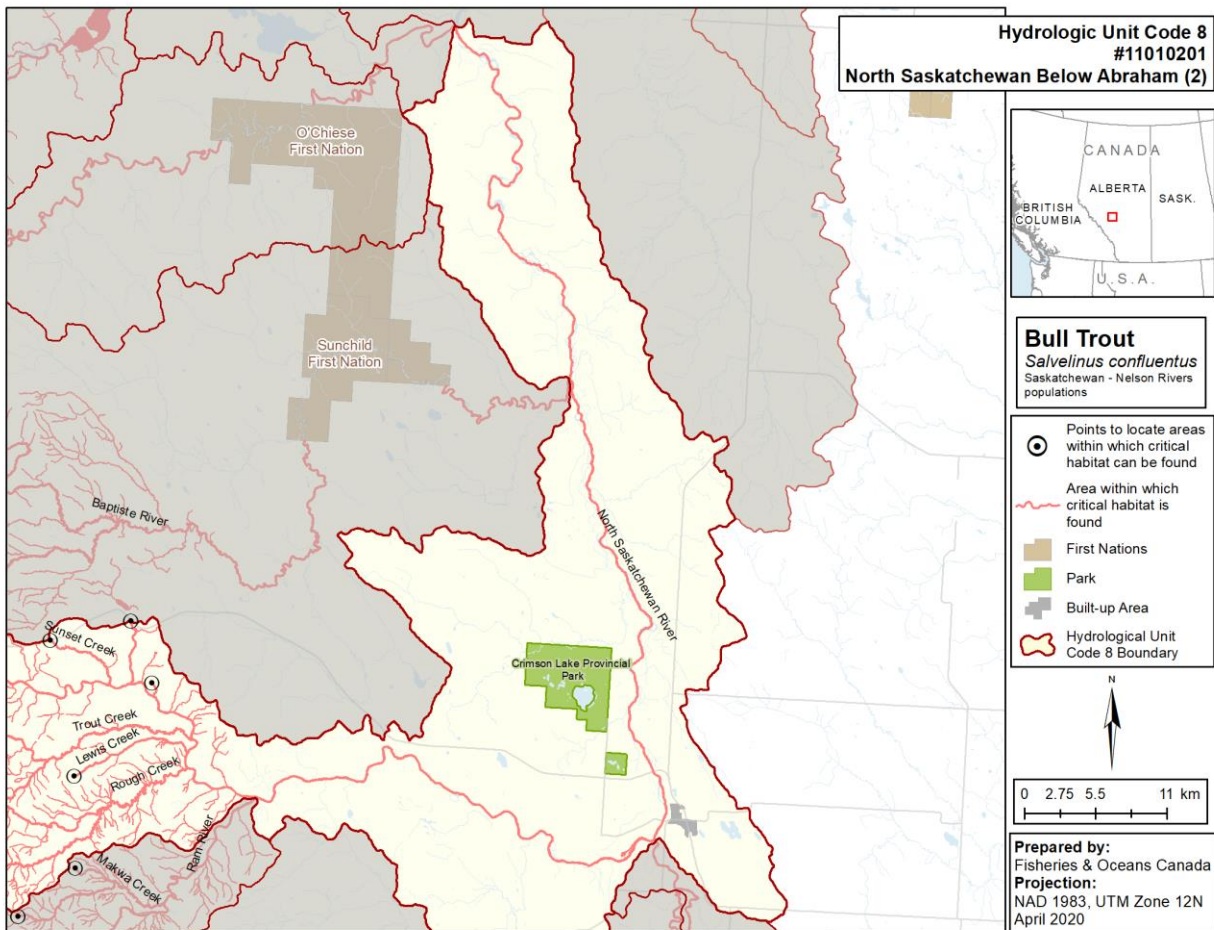 Hydrologic Unit Code 8
#11010201
North Saskatchewan Below Abraham (2)
O'Chiese
First Nation
Sunchild
First Nation
Baptiste River
North Saskatchewan River
Sunset Creek
Crimson Lake Provincial
Park
Trout Creek
Lewis Creek
Rough Creek
Ram River
Makwa Creek
CANADA
ALBERTA
SASK.
BRITISH
COLUMBIA
U.S.A.
Bull Trout
Salvelinus confluentus
Saskatchewan - Nelson Rivers
populations
Points to locate areas
within which critical
habitat can be found
Area within which
critical habitat is
found
First Nations
Park
Built-up Area
Hydrological Unit
Code 8 Boundary
N
0 2.75 5.5 11 km
Prepared by:
Fisheries & Oceans Canada
Projection:
NAD 1983, UTM Zone 12N
April 2020